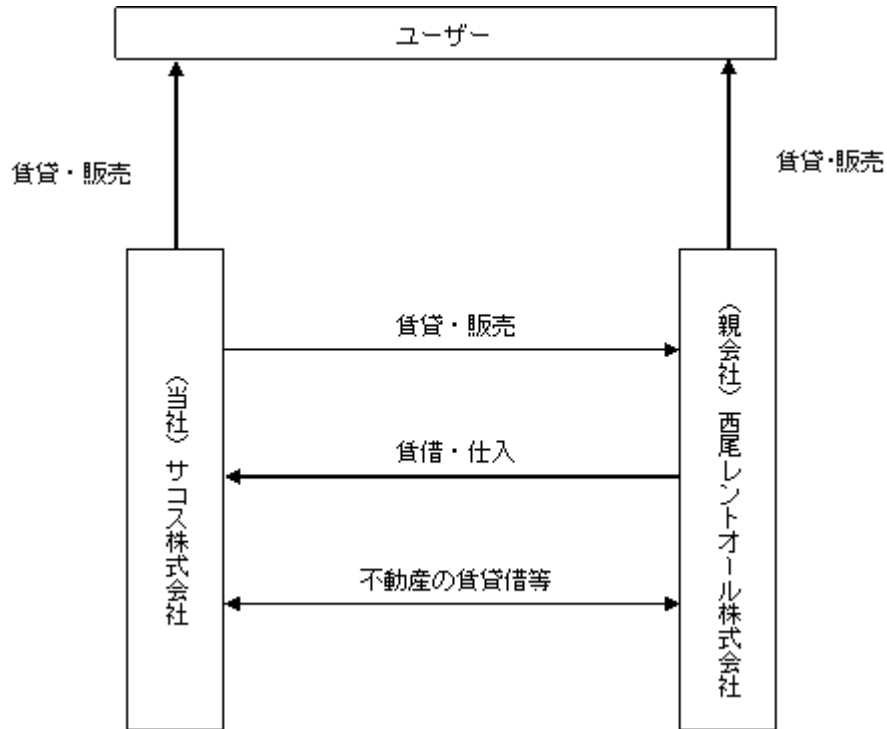 ユーザー
賃貸・販売
賃貸・販売
賃貸・販売
賃借・仕入
不動産の賃貸借等
（当社）サコス株式会社
（親会社）西尾レントオール株式会社